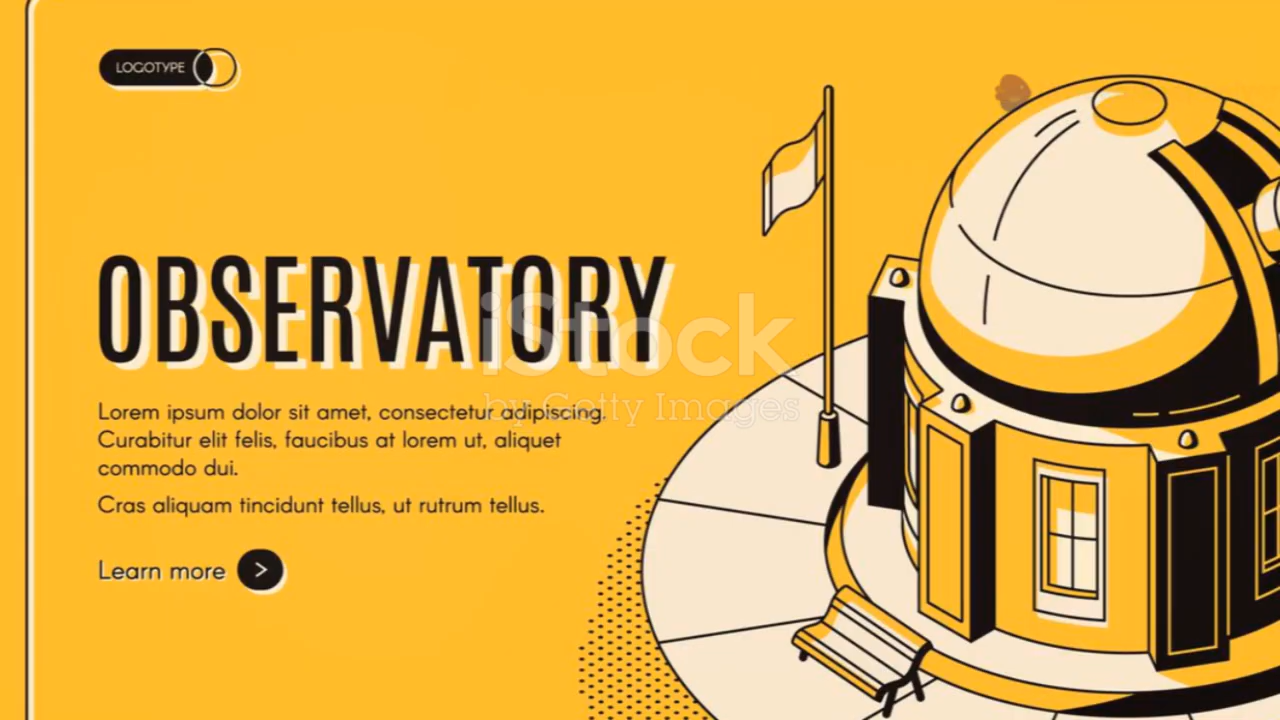 LOGOTYPE
OBSERVATORY
iStock
by Getty Images
Lorem ipsum dolor sit amet, consectetur adipiscing.
Curabitur elit felis, faucibus at lorem ut, aliquet
commodo dui.
Cras aliquam tincidunt tellus, ut rutrum tellus.
Learn more